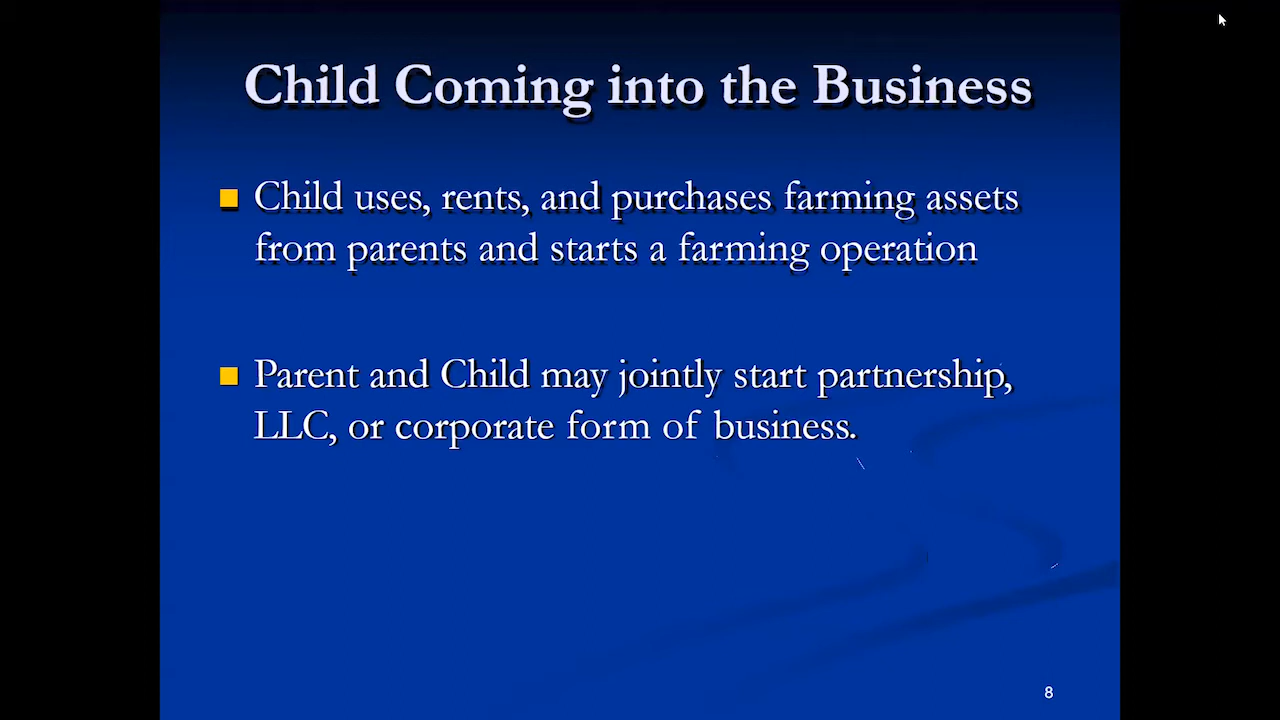 Child Coming into the Business
Child uses, rents, and purchases farming assets
from parents and starts a farming operation
Parent and Child may jointly start partnership,
LLC, or corporate form of business.
8